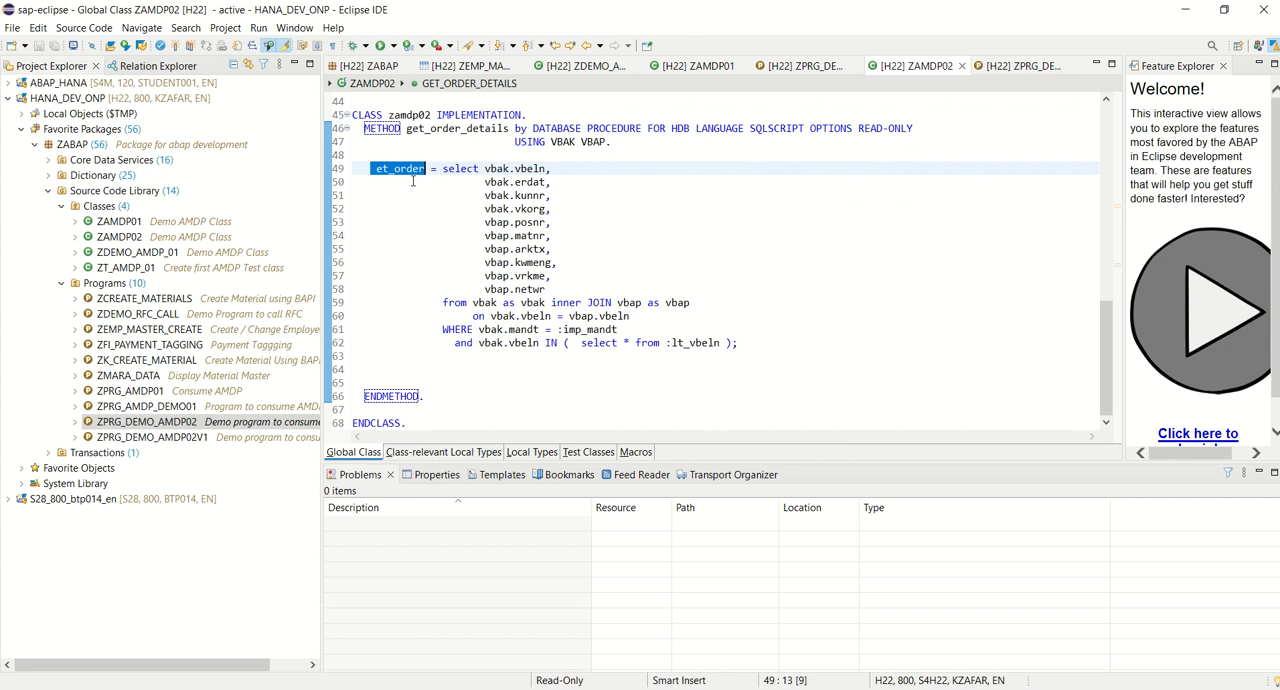 sap-eclipse - Global Class ZAMDP02 [H22]  - active - HANA_DEV_ONP - Eclipse IDE
File Edit Source Code Navigate Search Project Run Window Help
Project Explorer
Relation Explorer
ABAP_HANA [S4M, 120, STUDENT001, EN]
HANA_DEV_ONP [H22, 800, KZAFAR, EN]
Local Objects ($TMP)
Favorite Packages (56)
ZABAP (56) Package for abap development
Core Data Services (16)
Dictionary (25)
Source Code Library (14)
Classes (4)
ZAMDP01 Demo AMDP Class
ZAMDP02 Demo AMDP Class
ZDEMO_AMDP_01 Demo AMDP Class
ZT_AMDP_01 Create first AMDP Test class
Programs (10)
ZCREATE_MATERIALS Create Material using BAPI
ZDEMO_RFC_CALL Demo Program to call RFC
ZEMP_MASTER_CREATE Create / Change Employe
ZFI_PAYMENT_TAGGING Payment Taggging
ZK_CREATE_MATERIAL Create Material Using BAP
ZMARA_DATA Display Material Master
ZPRG_AMDP01 Consume AMDP
ZPRG_AMDP_DEMO01 Program to consume AMD
ZPRG_DEMO_AMDP02 Demo program to consume
ZPRG_DEMO_AMDP02V1 Demo program to consu
Transactions (1)
Favorite Objects
System Library
S28_800_btp014_en [S28, 800, BTP014, EN]
[H22] ZABAP
[H22] ZEMP_MA...
[H22] ZDEMO_A...
[H22] ZAMDP01
[H22] ZPRG_DE...
[H22] ZAMDP02
[H22] ZPRG_DE...
ZAMDP02 GET_ORDER_DETAILS
44
45 CLASS zamdp02 IMPLEMENTATION.
46 METHOD get_order_details by DATABASE PROCEDURE FOR HDB LANGUAGE SQLSCRIPT OPTIONS READ-ONLY
47 USING VBAK VBAP.
48
49 et_order = select vbak.vbeln,
50 vbak.erdat,
51 vbak.kunnr,
52 vbak.vkorg,
53 vbap.posnr,
54 vbap.matnr,
55 vbap.arktx,
56 vbap.kwmeng,
57 vbap.vrkme,
58 vbap.netwr
59 from vbak as vbak inner JOIN vbap as vbap
60 on vbak.vbeln = vbap.vbeln
61 WHERE vbak.mandt = :imp_mandt
62 and vbak.vbeln IN (  select * from :lt_vbeln );
63
64
65
66 ENDMETHOD.
67
68 ENDCLASS.
Global Class Class-relevant Local Types Local Types Test Classes Macros
Problems Properties Templates Bookmarks Feed Reader Transport Organizer
0 items
Description Resource Path Location Type
Feature Explorer
Welcome!
This interactive view allows
you to explore the features
most favored by the ABAP
in Eclipse development
team. These are features
that will help you get stuff
done faster! Interested?
Click here to
Read-Only Smart Insert 49 : 13 [9] H22, 800, S4H22, KZAFAR, EN